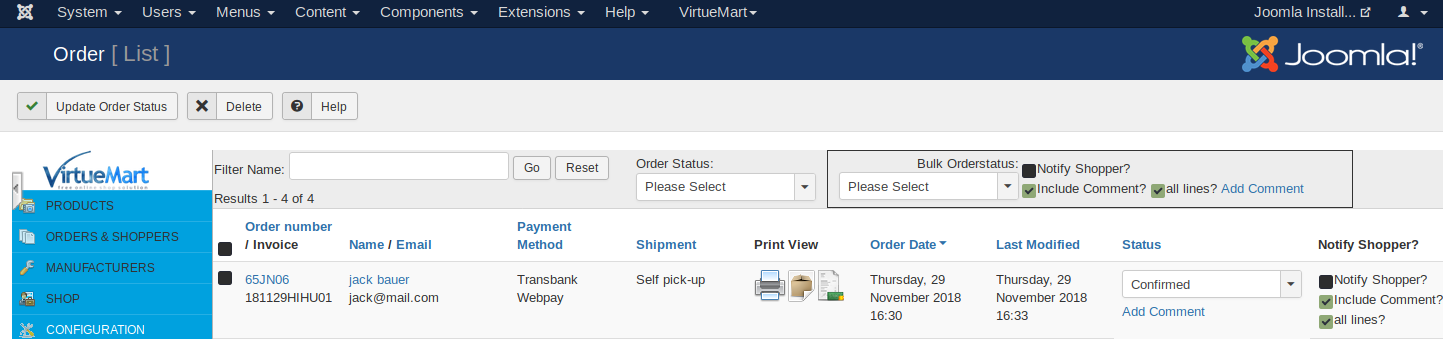 System Users Menus Content Components Extensions Help VirtueMart Joomla Install...
Order [ List ]
Joomla!®
Update Order Status Delete Help
VirtueMart
free online shop solution
PRODUCTS
ORDERS & SHOPPERS
MANUFACTURERS
SHOP
CONFIGURATION
Filter Name: Go Reset
Results 1 - 4 of 4
Order Status:
Please Select
Bulk Orderstatus:
Please Select
Notify Shopper?
Include Comment? all lines? Add Comment
Order number
/ Invoice
Name / Email
Payment
Method
Shipment
Print View
Order Date
Last Modified
Status
Notify Shopper?
65JN06
181129HIHU01
jack bauer
jack@mail.com
Transbank
Webpay
Self pick-up
Thursday, 29
November 2018
16:30
Thursday, 29
November 2018
16:33
Confirmed
Add Comment
Notify Shopper?
Include Comment?
all lines?